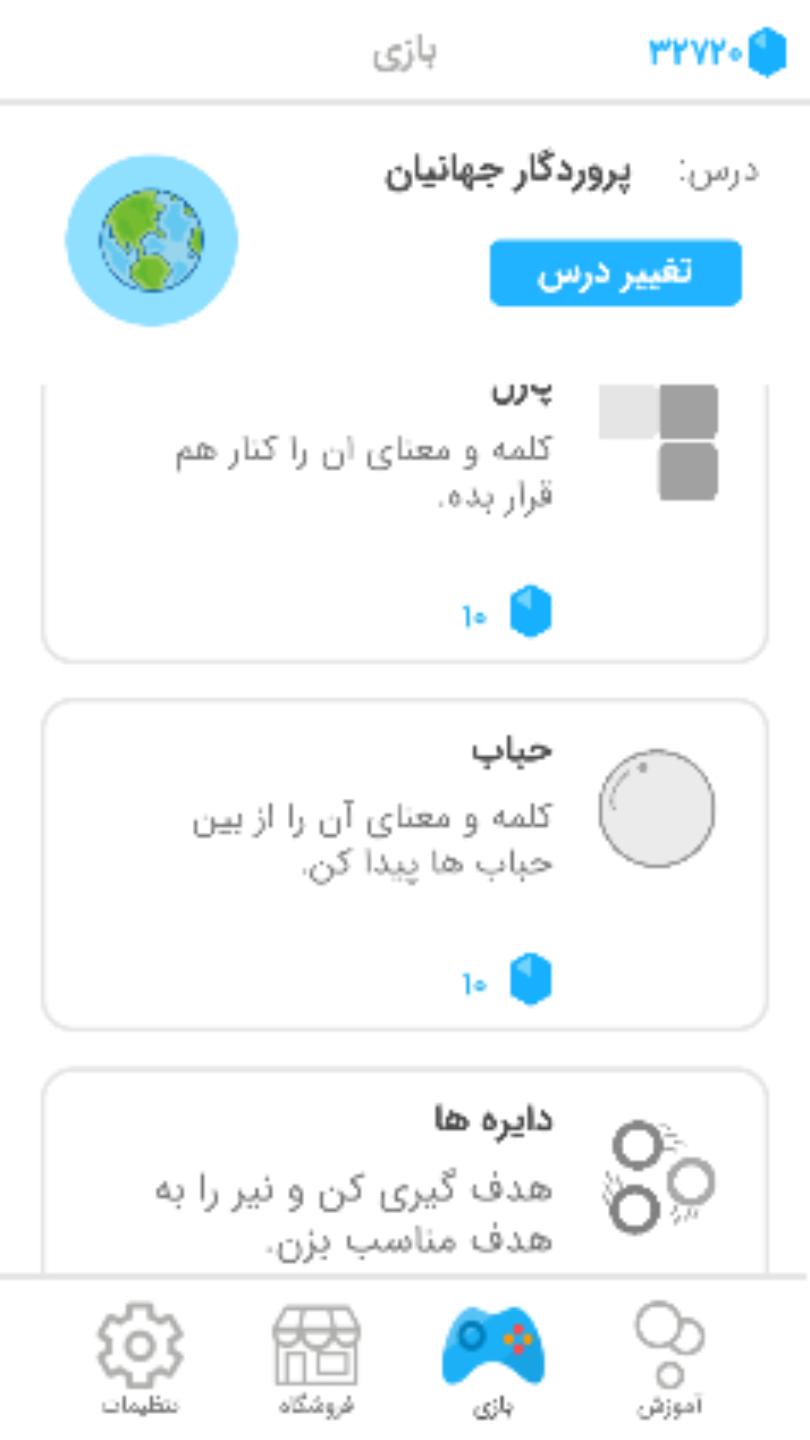 بازی
۳۲۷۲۰
درس: پروردگار جهانیان
تغییر درس
پازل
کلمه و معنای ان را کنار هم
قرار بده.
۱۰
حباب
کلمه و معنای آن را از بین
حباب ها پیدا کن.
۱۰
دایره ها
هدف گیری کن و نیر را به
هدف مناسب بزن.
آموزش
بازی
فروشگاه
تنظیمات